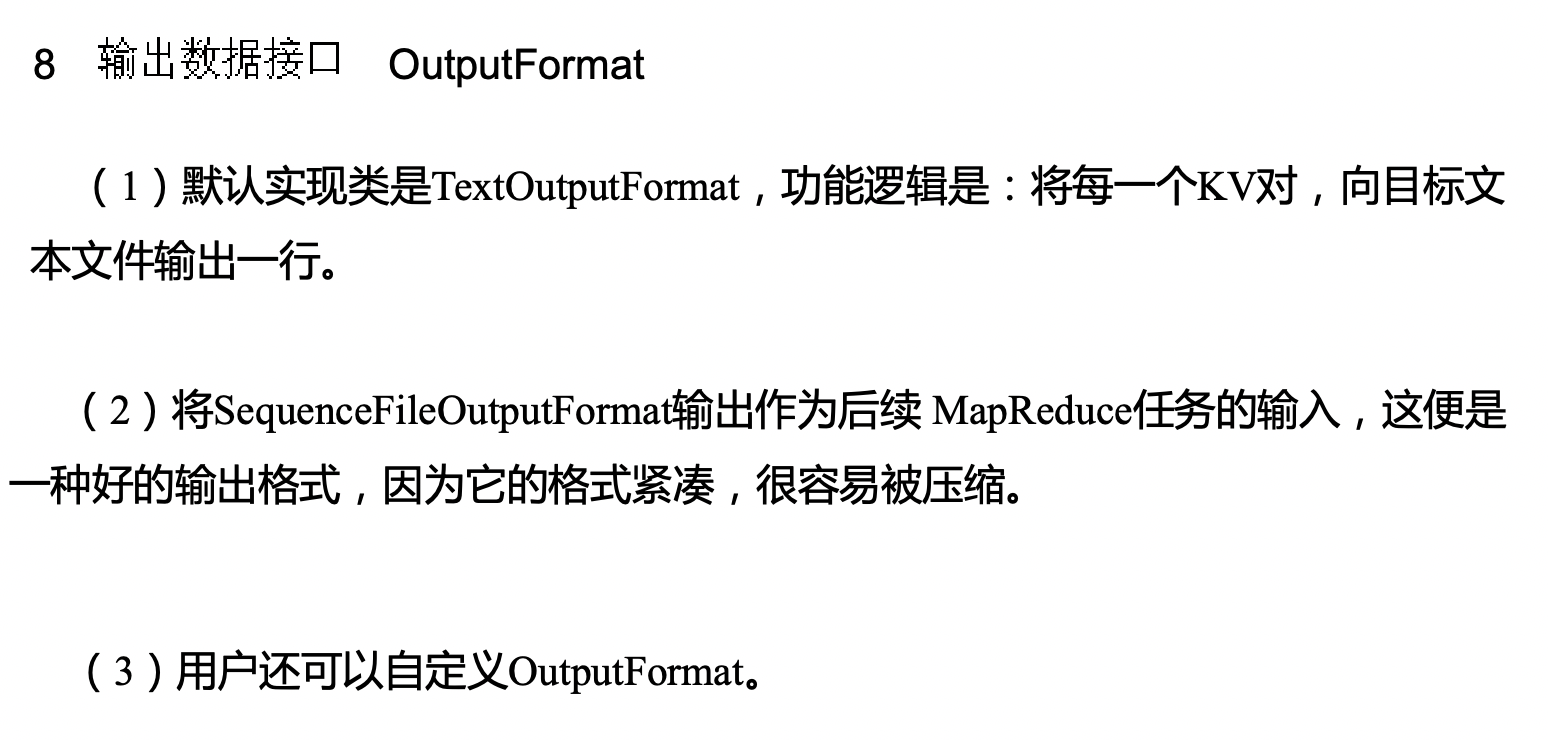 8 输出数据接口 OutputFormat
（1）默认实现类是TextOutputFormat，功能逻辑是：将每一个KV对，向目标文
本文件输出一行。
（2）将SequenceFileOutputFormat输出作为后续 MapReduce任务的输入，这便是
一种好的输出格式，因为它的格式紧凑，很容易被压缩。
（3）用户还可以自定义OutputFormat。